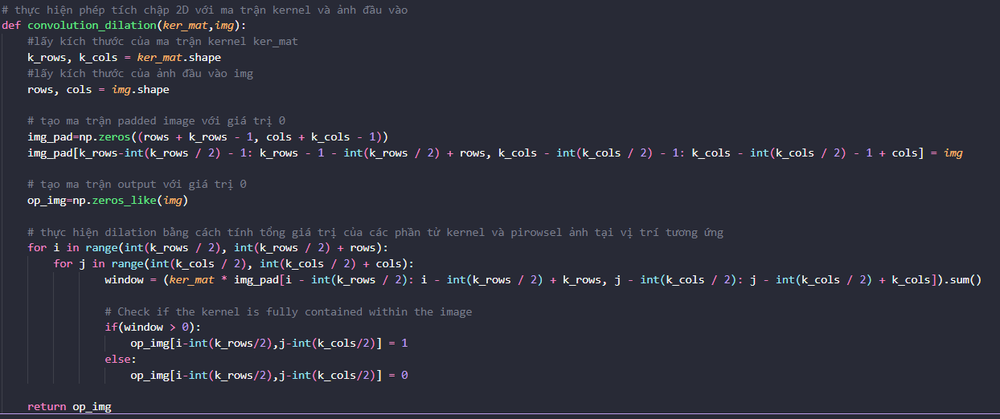 # thực hiện phép tích chập 2D với ma trận kernel và ảnh đầu vào
def convolution_dilation(ker_mat,img):
    #lấy kích thước của ma trận kernel ker_mat
    k_rows, k_cols = ker_mat.shape
    #lấy kích thước của ảnh đầu vào img
    rows, cols = img.shape

    # tạo ma trận padded image với giá trị 0
    img_pad=np.zeros((rows + k_rows - 1, cols + k_cols - 1))
    img_pad[k_rows-int(k_rows / 2) - 1: k_rows - 1 - int(k_rows / 2) + rows, k_cols - int(k_cols / 2) - 1: k_cols - int(k_cols / 2) - 1 + cols] = img

    # tạo ma trận output với giá trị 0
    op_img=np.zeros_like(img)

    # thực hiện dilation bằng cách tính tổng giá trị của các phần tử kernel và pirowsel ảnh tại vị trí tương ứng
    for i in range(int(k_rows / 2), int(k_rows / 2) + rows):
        for j in range(int(k_cols / 2), int(k_cols / 2) + cols):
                window = (ker_mat * img_pad[i - int(k_rows / 2): i - int(k_rows / 2) + k_rows, j - int(k_cols / 2): j - int(k_cols / 2) + k_cols]).sum()

                # Check if the kernel is fully contained within the image
                if(window > 0):
                    op_img[i-int(k_rows/2),j-int(k_cols/2)] = 1
                else:
                    op_img[i-int(k_rows/2),j-int(k_cols/2)] = 0

    return op_img